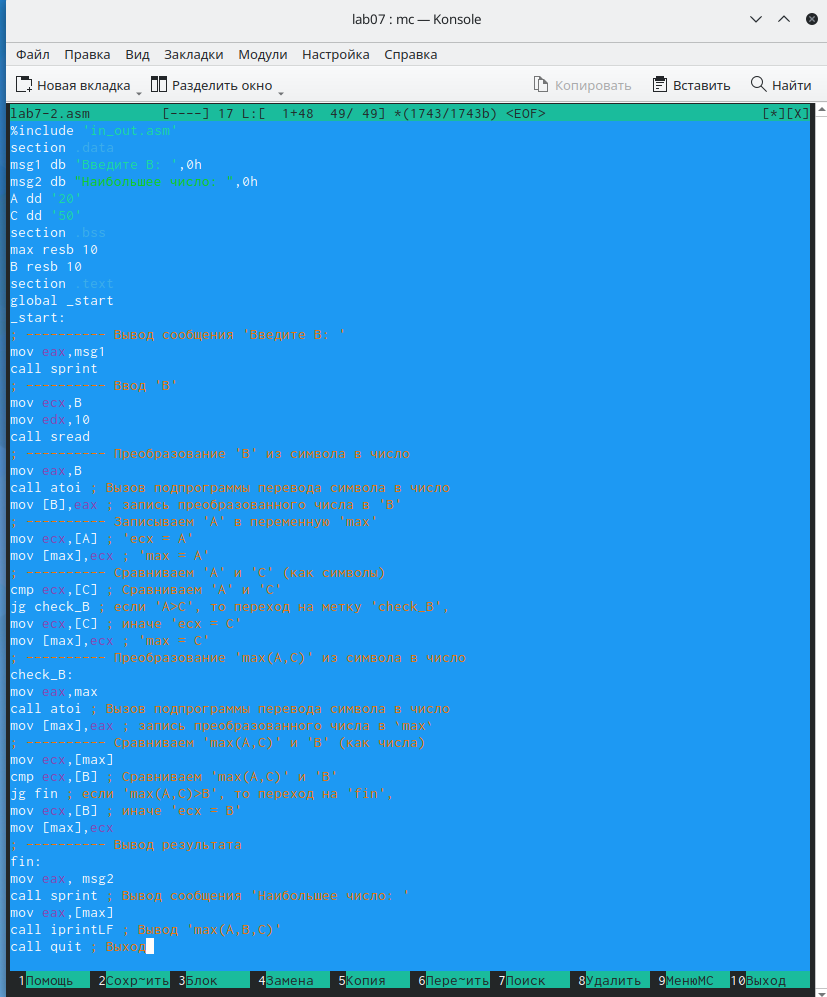 lab07 : mc — Konsole
Файл Правка Вид Закладки Модули Настройка Справка
Новая вкладка Разделить окно Копировать Вставить Найти
lab7-2.asm [----] 17 L:[ 1+48 49/ 49] *(1743/1743b) <EOF> [*][X]
%include 'in_out.asm'
section .data
msg1 db 'Введите B: ',0h
msg2 db "Наибольшее число: ",0h
A dd '20'
C dd '50'
section .bss
max resb 10
B resb 10
section .text
global _start
_start:
; ---------- Вывод сообщения 'Введите B: '
mov eax,msg1
call sprint
; ---------- Ввод 'B'
mov ecx,B
mov edx,10
call sread
; ---------- Преобразование 'B' из символа в число
mov eax,B
call atoi ; Вызов подпрограммы перевода символа в число
mov [B],eax ; запись преобразованного числа в 'B'
; ---------- Записываем 'A' в переменную 'max'
mov ecx,[A] ; 'ecx = A'
mov [max],ecx ; 'max = A'
; ---------- Сравниваем 'A' и 'С' (как символы)
cmp ecx,[C] ; Сравниваем 'A' и 'С'
jg check_B ; если 'A>C', то переход на метку 'check_B',
mov ecx,[C] ; иначе 'ecx = C'
mov [max],ecx ; 'max = C'
; ---------- Преобразование 'max(A,C)' из символа в число
check_B:
mov eax,max
call atoi ; Вызов подпрограммы перевода символа в число
mov [max],eax ; запись преобразованного числа в `max`
; ---------- Сравниваем 'max(A,C)' и 'B' (как числа)
mov ecx,[max]
cmp ecx,[B] ; Сравниваем 'max(A,C)' и 'B'
jg fin ; если 'max(A,C)>B', то переход на 'fin',
mov ecx,[B] ; иначе 'ecx = B'
mov [max],ecx
; ---------- Вывод результата
fin:
mov eax, msg2
call sprint ; Вывод сообщения 'Наибольшее число: '
mov eax,[max]
call iprintLF ; Вывод 'max(A,B,C)'
call quit ; Выход
1Помощь 2Сохр~ить 3Блок 4Замена 5Копия 6Пере~ить 7Поиск 8Удалить 9МенюMC 10Выход